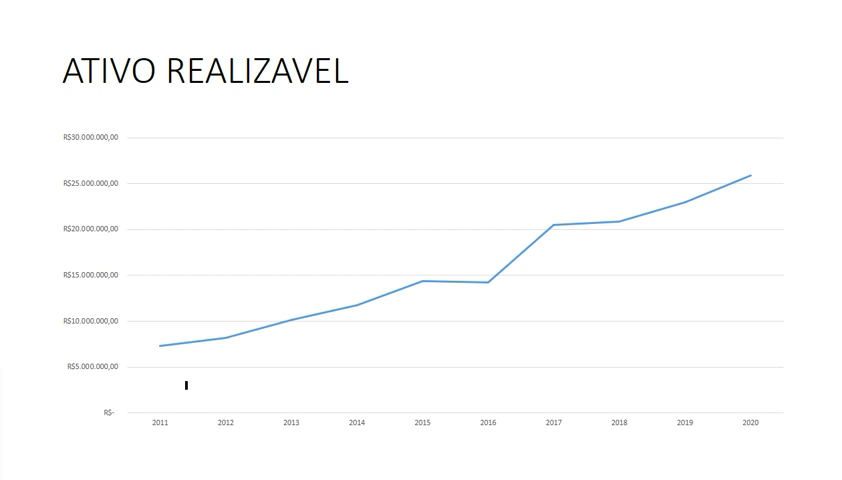 ATIVO REALIZAVEL
R$30.000.000,00
R$25.000.000,00
R$20.000.000,00
R$15.000.000,00
R$10.000.000,00
R$5.000.000,00
R$-
2011 2012 2013 2014 2015 2016 2017 2018 2019 2020